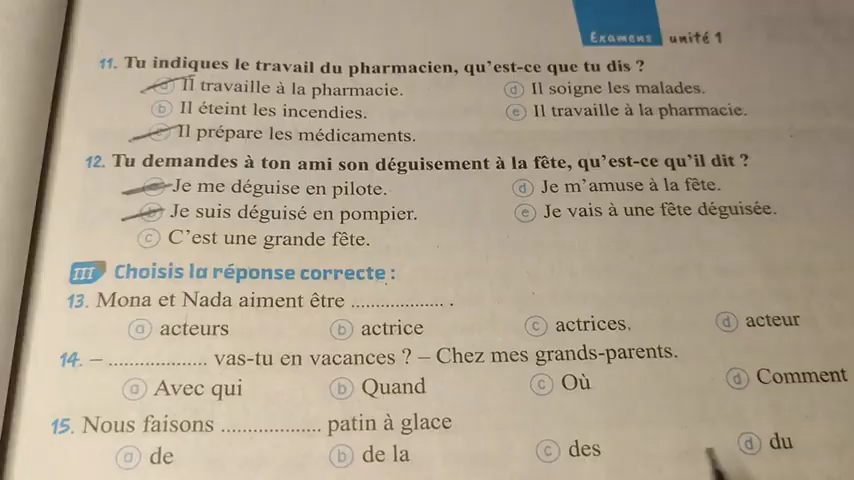 Examens unité 1
11. Tu indiques le travail du pharmacien, qu'est-ce que tu dis ?
Il travaille à la pharmacie. d Il soigne les malades.
b Il éteint les incendies. e Il travaille à la pharmacie.
Il prépare les médicaments.
12. Tu demandes à ton ami son déguisement à la fête, qu'est-ce qu'il dit ?
Je me déguise en pilote. d Je m'amuse à la fête.
b Je suis déguisé en pompier. e Je vais à une fête déguisée.
c C'est une grande fête.
III Choisis la réponse correcte :
13. Mona et Nada aiment être ................... .
a acteurs b actrice c actrices. d acteur
14. – ................... vas-tu en vacances ? – Chez mes grands-parents.
a Avec qui b Quand c Où d Comment
15. Nous faisons ................... patin à glace
a de b de la c des d du